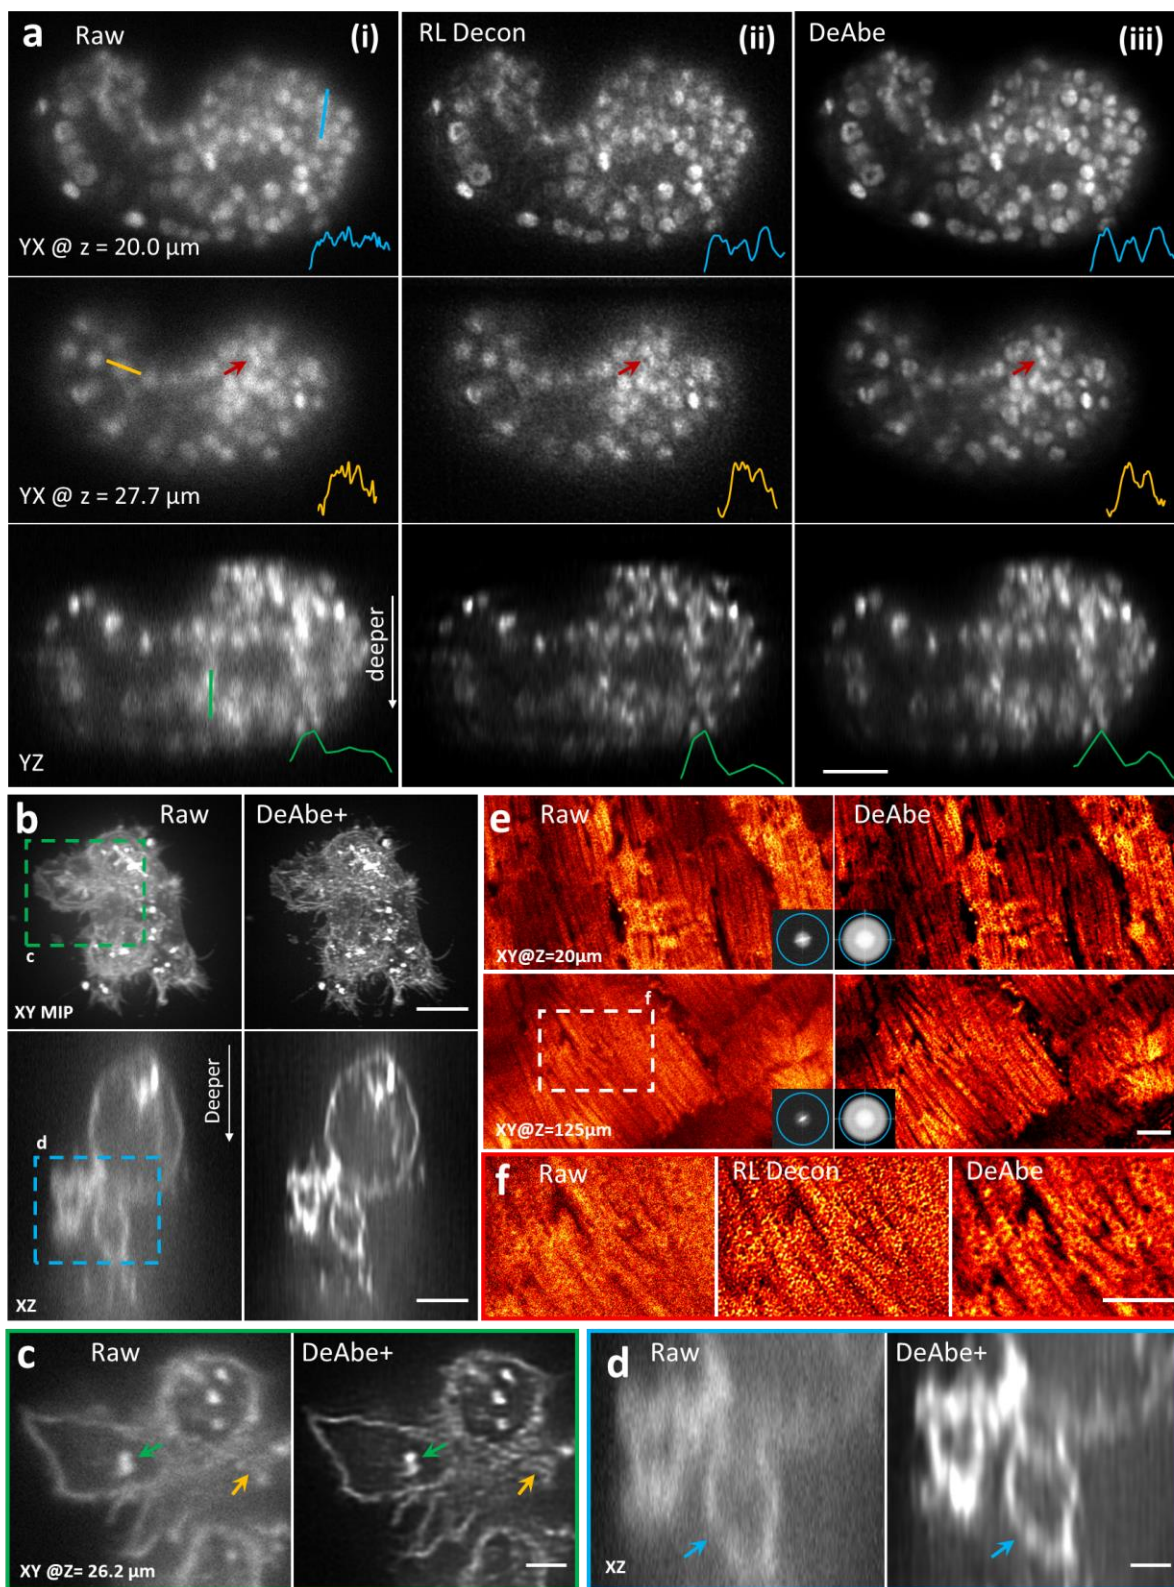 a Raw (i) RL Decon (ii) DeAbe (iii)
YX @ z = 20.0 µm
YX @ z = 27.7 µm
deeper
YZ
b Raw DeAbe+
c
XY MIP
Deeper
d
XZ
e Raw DeAbe
XY@Z=20µm
f
XY@Z=125µm
f Raw RL Decon DeAbe
c Raw DeAbe+
XY @Z= 26.2 µm
d Raw DeAbe+
XZ